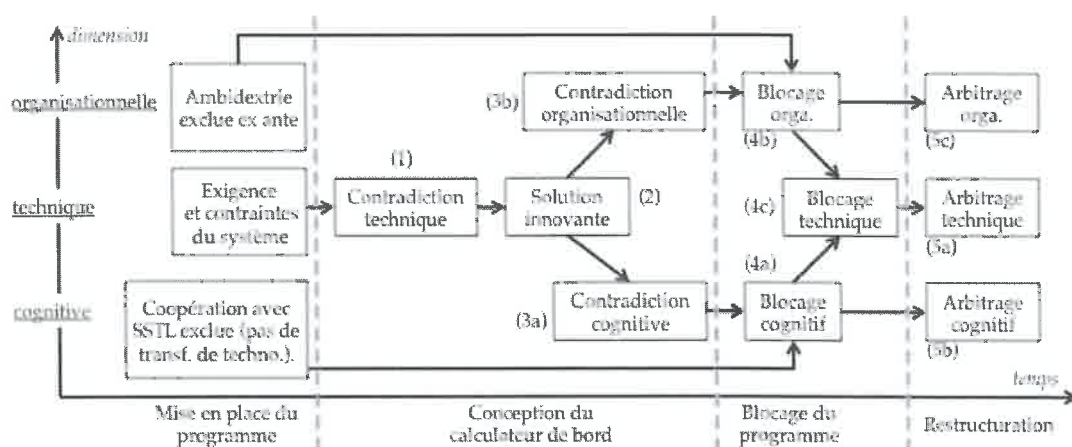 dimension
organisationnelle
Ambidextrie
exclue ex ante
(3b)
Contradiction
organisationnelle
Blocage
orga.
(4b)
Arbitrage
orga.
(5c)
(1)
technique
Exigence
et contraintes
du système
Contradiction
technique
Solution
innovante
(2)
(4c)
Blocage
technique
Arbitrage
technique
(5a)
(4a)
cognitive
Coopération avec
SSTL exclue (pas de
transf. de techno.).
(3a)
Contradiction
cognitive
Blocage
cognitif
Arbitrage
cognitif
(5b)
temps
Mise en place du
programme
Conception du
calculateur de bord
Blocage du
programme
Restructuration